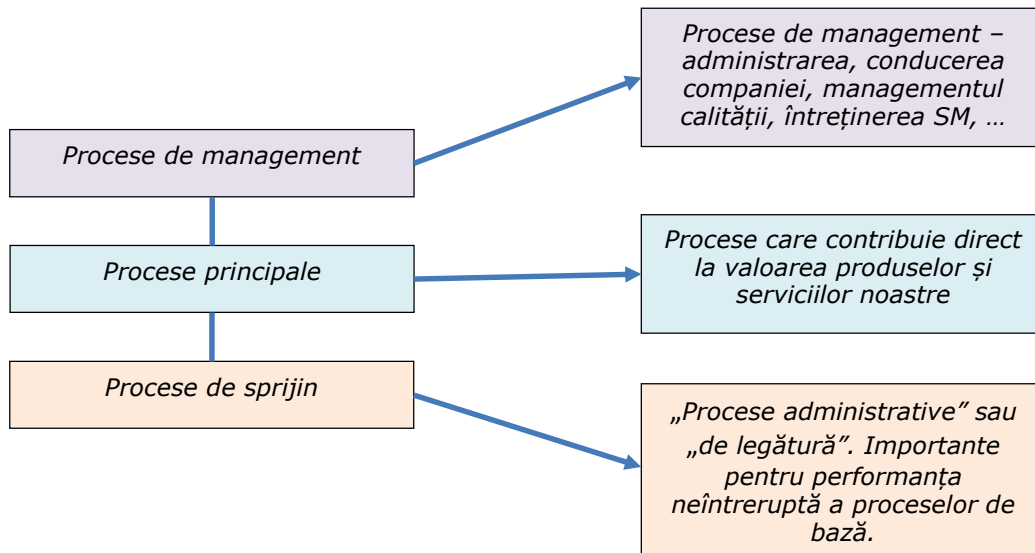 Procese de management
Procese de management –
administrarea, conducerea
companiei, managementul
calității, întreținerea SM, ...
Procese principale
Procese care contribuie direct
la valoarea produselor și
serviciilor noastre
Procese de sprijin
„Procese administrative” sau
„de legătură”. Importante
pentru performanța
neîntreruptă a proceselor de
bază.